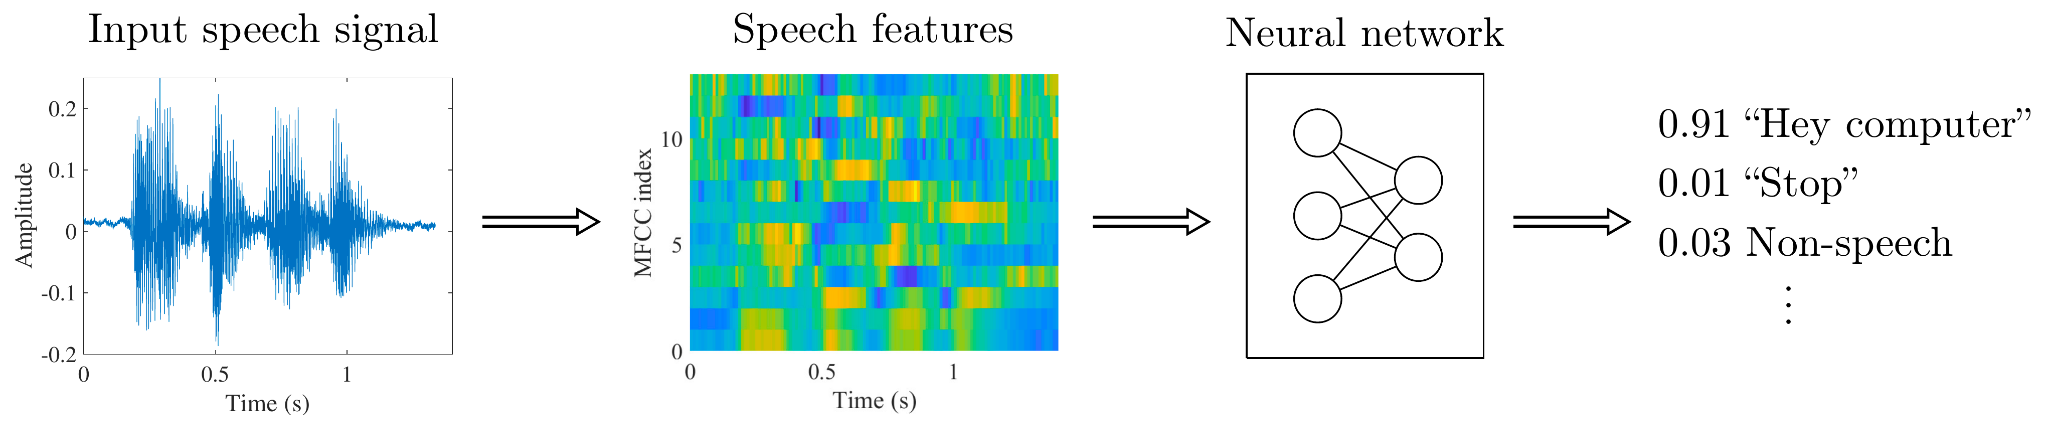 Input speech signal
0.2
0.1
0
-0.1
-0.2
Amplitude
0 0.5 1
Time (s)
Speech features
10
5
0
MFCC index
0 0.5 1
Time (s)
Neural network
0.91 “Hey computer”
0.01 “Stop”
0.03 Non-speech
⋮